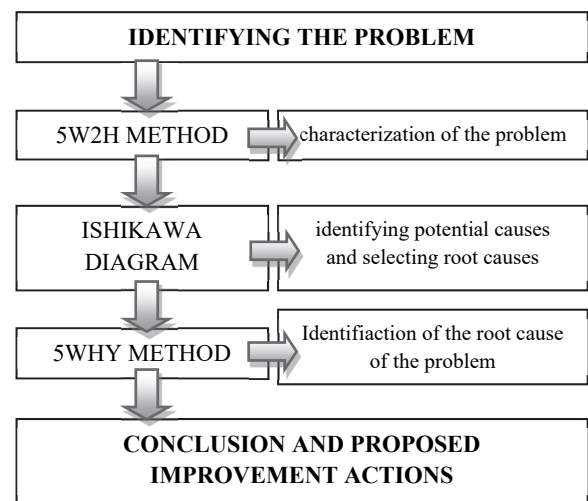 IDENTIFYING THE PROBLEM
5W2H METHOD
characterization of the problem
ISHIKAWA
DIAGRAM
identifying potential causes
and selecting root causes
5WHY METHOD
Identifiaction of the root cause
of the problem
CONCLUSION AND PROPOSED
IMPROVEMENT ACTIONS